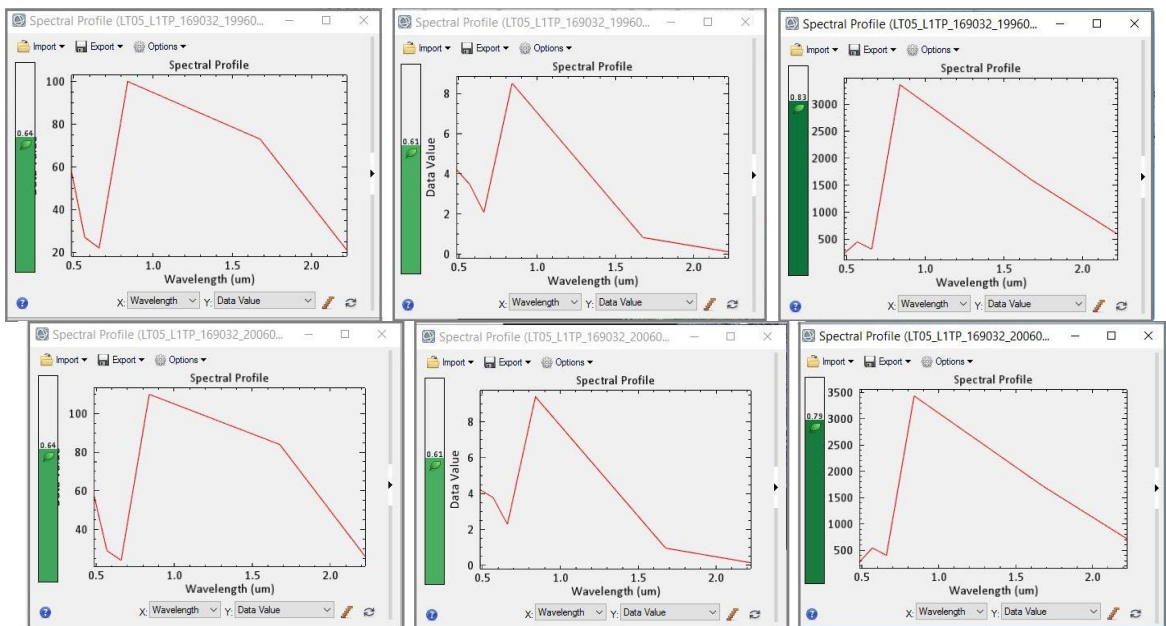 Spectral Profile (LT05_L1TP_169032_19960...
Import Export Options
Spectral Profile
0.64
100
80
60
40
20
0.5 1.0 1.5 2.0
Wavelength (um)
X: Wavelength Y: Data Value
Spectral Profile (LT05_L1TP_169032_19960...
Import Export Options
Spectral Profile
0.61
Data Value
8
6
4
2
0
0.5 1.0 1.5 2.0
Wavelength (um)
X: Wavelength Y: Data Value
Spectral Profile (LT05_L1TP_169032_19960...
Import Export Options
Spectral Profile
0.83
3000
2500
2000
1500
1000
500
0.5 1.0 1.5 2.0
Wavelength (um)
X: Wavelength Y: Data Value
Spectral Profile (LT05_L1TP_169032_20060...
Import Export Options
Spectral Profile
0.64
100
80
60
40
0.5 1.0 1.5 2.0
Wavelength (um)
X: Wavelength Y: Data Value
Spectral Profile (LT05_L1TP_169032_20060...
Import Export Options
Spectral Profile
0.61
Data Value
8
6
4
2
0
0.5 1.0 1.5 2.0
Wavelength (um)
X: Wavelength Y: Data Value
Spectral Profile (LT05_L1TP_169032_20060...
Import Export Options
Spectral Profile
0.79
3500
3000
2500
2000
1500
1000
500
0.5 1.0 1.5 2.0
Wavelength (um)
X: Wavelength Y: Data Value